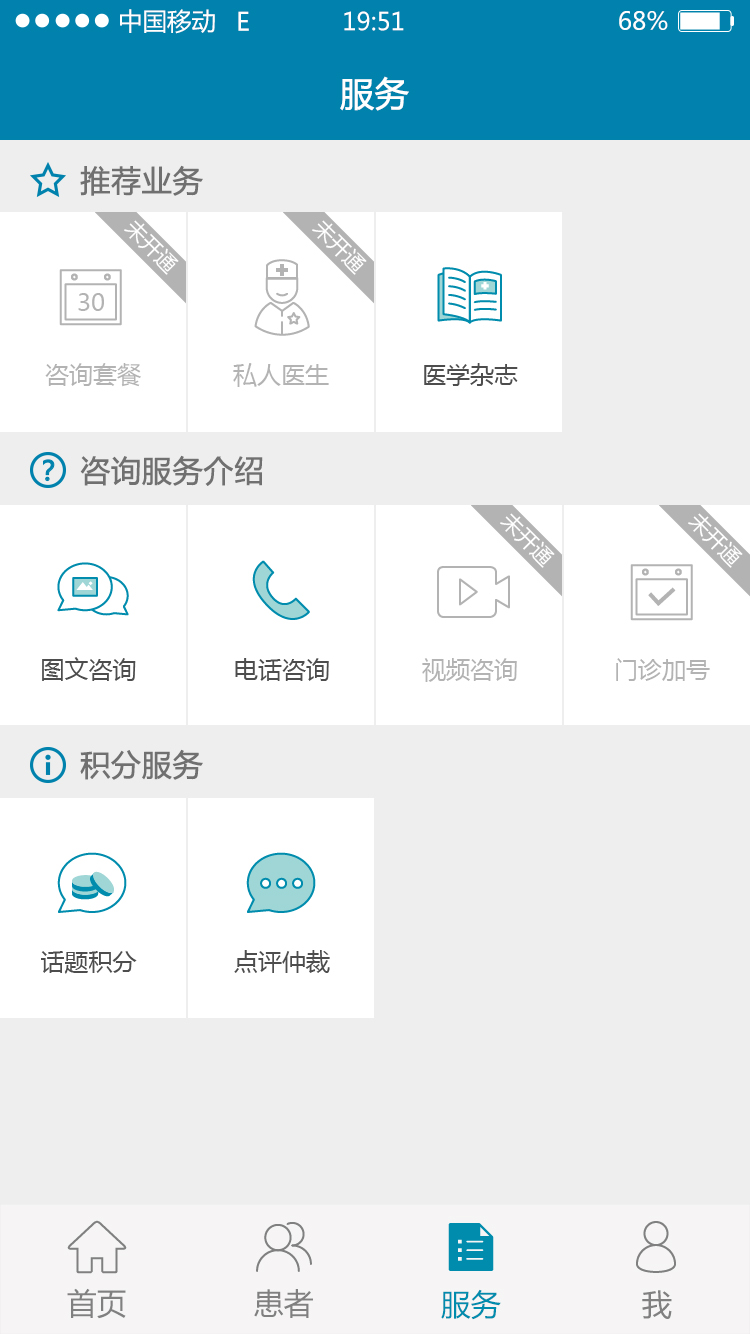 中国移动 E 19:51 68%
服务
推荐业务
未开通 未开通
30
咨询套餐 私人医生 医学杂志
咨询服务介绍
未开通 未开通
图文咨询 电话咨询 视频咨询 门诊加号
积分服务
话题积分 点评仲裁
首页 患者 服务 我